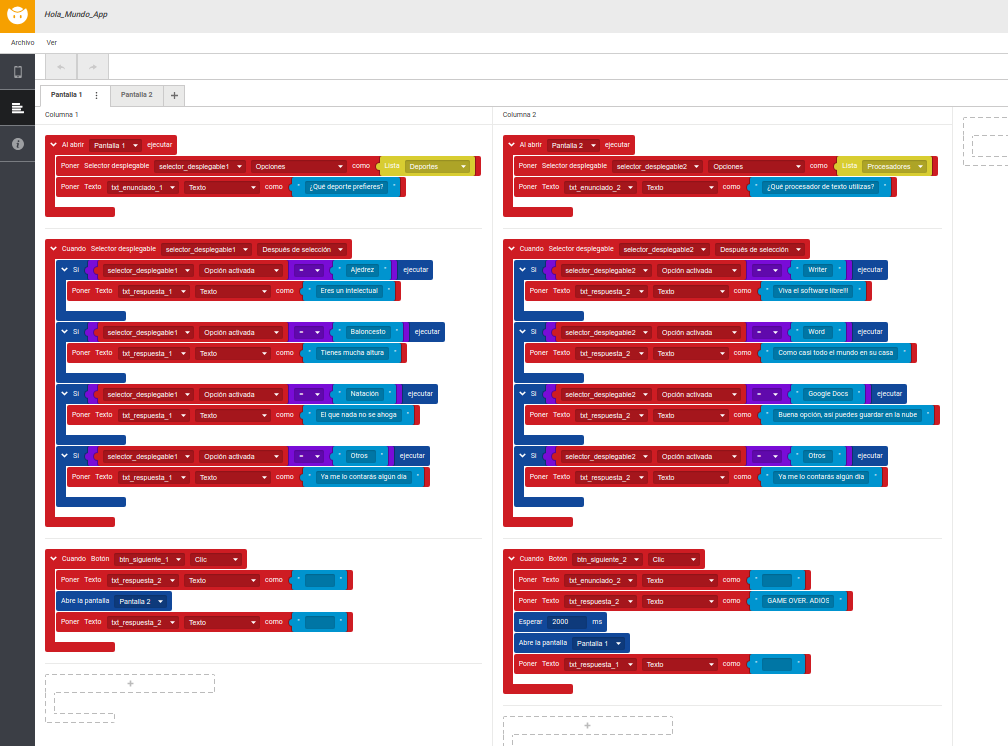 Hola_Mundo_App
Archivo Ver
Pantalla 1 Pantalla 2 +
Columna 1
Al abrir Pantalla 1 ejecutar
Poner Selector desplegable selector_desplegable1 Opciones como Lista Deportes
Poner Texto txt_enunciado_1 Texto como " ¿Qué deporte prefieres? "
Cuando Selector desplegable selector_desplegable1 Después de selección
Si selector_desplegable1 Opción activada = " Ajedrez " ejecutar
Poner Texto txt_respuesta_1 Texto como " Eres un intelectual "
Si selector_desplegable1 Opción activada = " Baloncesto " ejecutar
Poner Texto txt_respuesta_1 Texto como " Tienes mucha altura "
Si selector_desplegable1 Opción activada = " Natación " ejecutar
Poner Texto txt_respuesta_1 Texto como " El que nada no se ahoga "
Si selector_desplegable1 Opción activada = " Otros " ejecutar
Poner Texto txt_respuesta_1 Texto como " Ya me lo contarás algún día "
Cuando Botón btn_siguiente_1 Clic
Poner Texto txt_respuesta_2 Texto como " "
Abre la pantalla Pantalla 2
Poner Texto txt_respuesta_2 Texto como " "
+
Columna 2
Al abrir Pantalla 2 ejecutar
Poner Selector desplegable selector_desplegable2 Opciones como Lista Procesadores
Poner Texto txt_enunciado_2 Texto como " ¿Qué procesador de texto utilizas? "
Cuando Selector desplegable selector_desplegable2 Después de selección
Si selector_desplegable2 Opción activada = " Writer " ejecutar
Poner Texto txt_respuesta_2 Texto como " Viva el software libre!!! "
Si selector_desplegable2 Opción activada = " Word " ejecutar
Poner Texto txt_respuesta_2 Texto como " Como casi todo el mundo en su casa "
Si selector_desplegable2 Opción activada = " Google Docs " ejecutar
Poner Texto txt_respuesta_2 Texto como " Buena opción, así puedes guardar en la nube "
Si selector_desplegable2 Opción activada = " Otros " ejecutar
Poner Texto txt_respuesta_2 Texto como " Ya me lo contarás algún día "
Cuando Botón btn_siguiente_2 Clic
Poner Texto txt_enunciado_2 Texto como " "
Poner Texto txt_respuesta_2 Texto como " GAME OVER. ADIÓS "
Esperar 2000 ms
Abre la pantalla Pantalla 1
Poner Texto txt_respuesta_1 Texto como " "
+